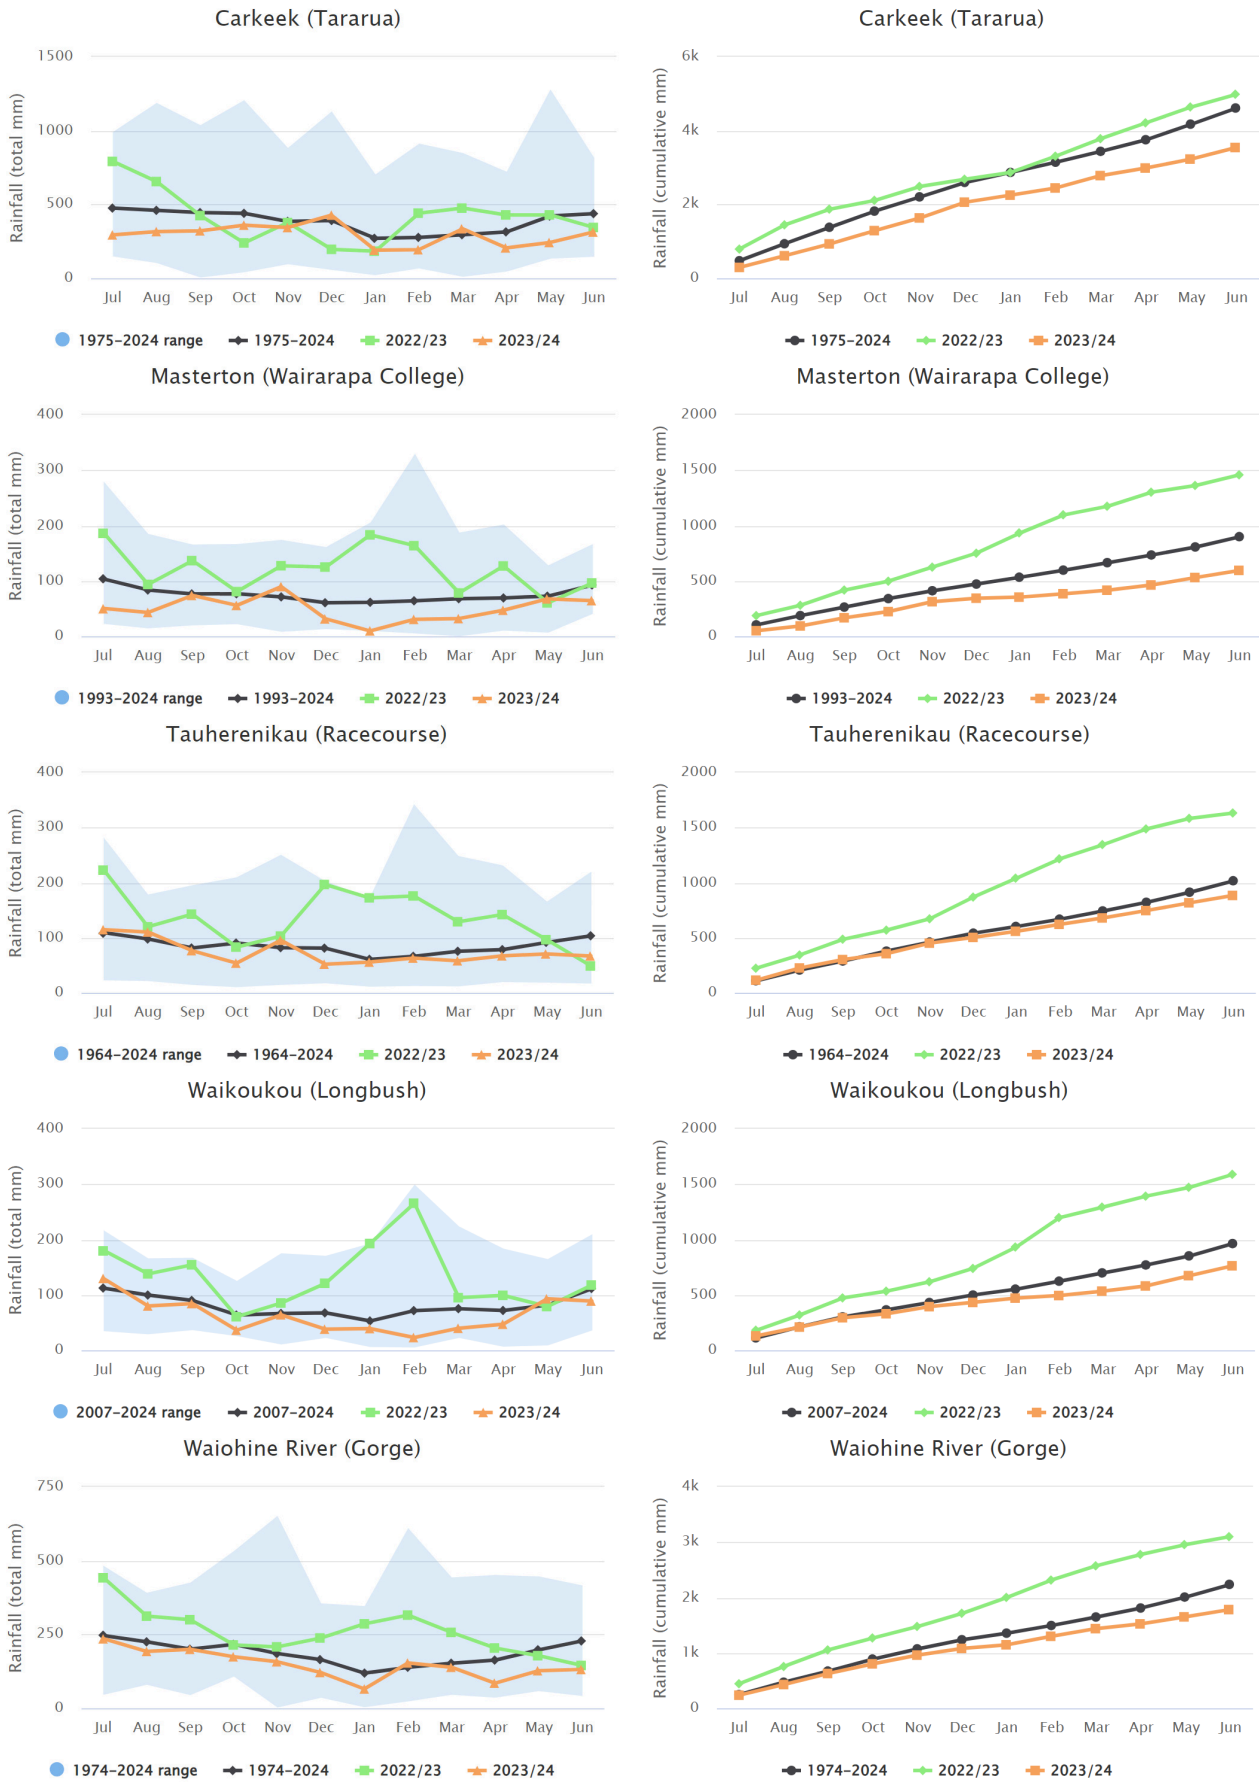 Carkeek (Tararua)
Rainfall (total mm)
1500
1000
500
0
Jul Aug Sep Oct Nov Dec Jan Feb Mar Apr May Jun
1975-2024 range 1975-2024 2022/23 2023/24
Carkeek (Tararua)
Rainfall (cumulative mm)
6k
4k
2k
0
Jul Aug Sep Oct Nov Dec Jan Feb Mar Apr May Jun
1975-2024 2022/23 2023/24
Masterton (Wairarapa College)
Rainfall (total mm)
400
300
200
100
0
Jul Aug Sep Oct Nov Dec Jan Feb Mar Apr May Jun
1993-2024 range 1993-2024 2022/23 2023/24
Masterton (Wairarapa College)
Rainfall (cumulative mm)
2000
1500
1000
500
0
Jul Aug Sep Oct Nov Dec Jan Feb Mar Apr May Jun
1993-2024 2022/23 2023/24
Tauherenikau (Racecourse)
Rainfall (total mm)
400
300
200
100
0
Jul Aug Sep Oct Nov Dec Jan Feb Mar Apr May Jun
1964-2024 range 1964-2024 2022/23 2023/24
Tauherenikau (Racecourse)
Rainfall (cumulative mm)
2000
1500
1000
500
0
Jul Aug Sep Oct Nov Dec Jan Feb Mar Apr May Jun
1964-2024 2022/23 2023/24
Waikoukou (Longbush)
Rainfall (total mm)
400
300
200
100
0
Jul Aug Sep Oct Nov Dec Jan Feb Mar Apr May Jun
2007-2024 range 2007-2024 2022/23 2023/24
Waikoukou (Longbush)
Rainfall (cumulative mm)
2000
1500
1000
500
0
Jul Aug Sep Oct Nov Dec Jan Feb Mar Apr May Jun
2007-2024 2022/23 2023/24
Waiohine River (Gorge)
Rainfall (total mm)
750
500
250
0
Jul Aug Sep Oct Nov Dec Jan Feb Mar Apr May Jun
1974-2024 range 1974-2024 2022/23 2023/24
Waiohine River (Gorge)
Rainfall (cumulative mm)
4k
3k
2k
1k
0
Jul Aug Sep Oct Nov Dec Jan Feb Mar Apr May Jun
1974-2024 2022/23 2023/24